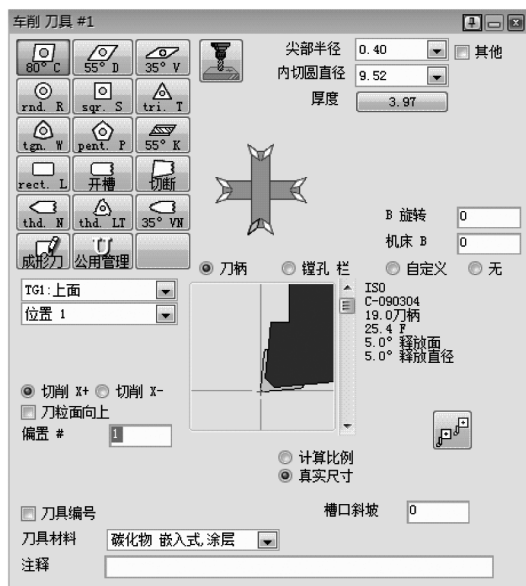 车削 刀具 #1
80° C 55° D 35° V
尖部半径 0.40 其他
内切圆直径 9.52
厚度 3.97
rnd. R sqr. S tri. T
tgn. W pent. P 55° K
rect. L 开槽 切断
thd. N thd. LT 35° VN
成形刀 公用管理
B 旋转 0
机床 B 0
刀柄 镗孔 栏 自定义 无
TG1:上面
位置 1
ISO
C-090304
19.0刀柄
25.4 F
5.0° 释放面
5.0° 释放直径
切削 X+ 切削 X-
刀粒面向上
偏置 # 1
计算比例
真实尺寸
刀具编号
槽口斜坡 0
刀具材料 碳化物 嵌入式,涂层
注释